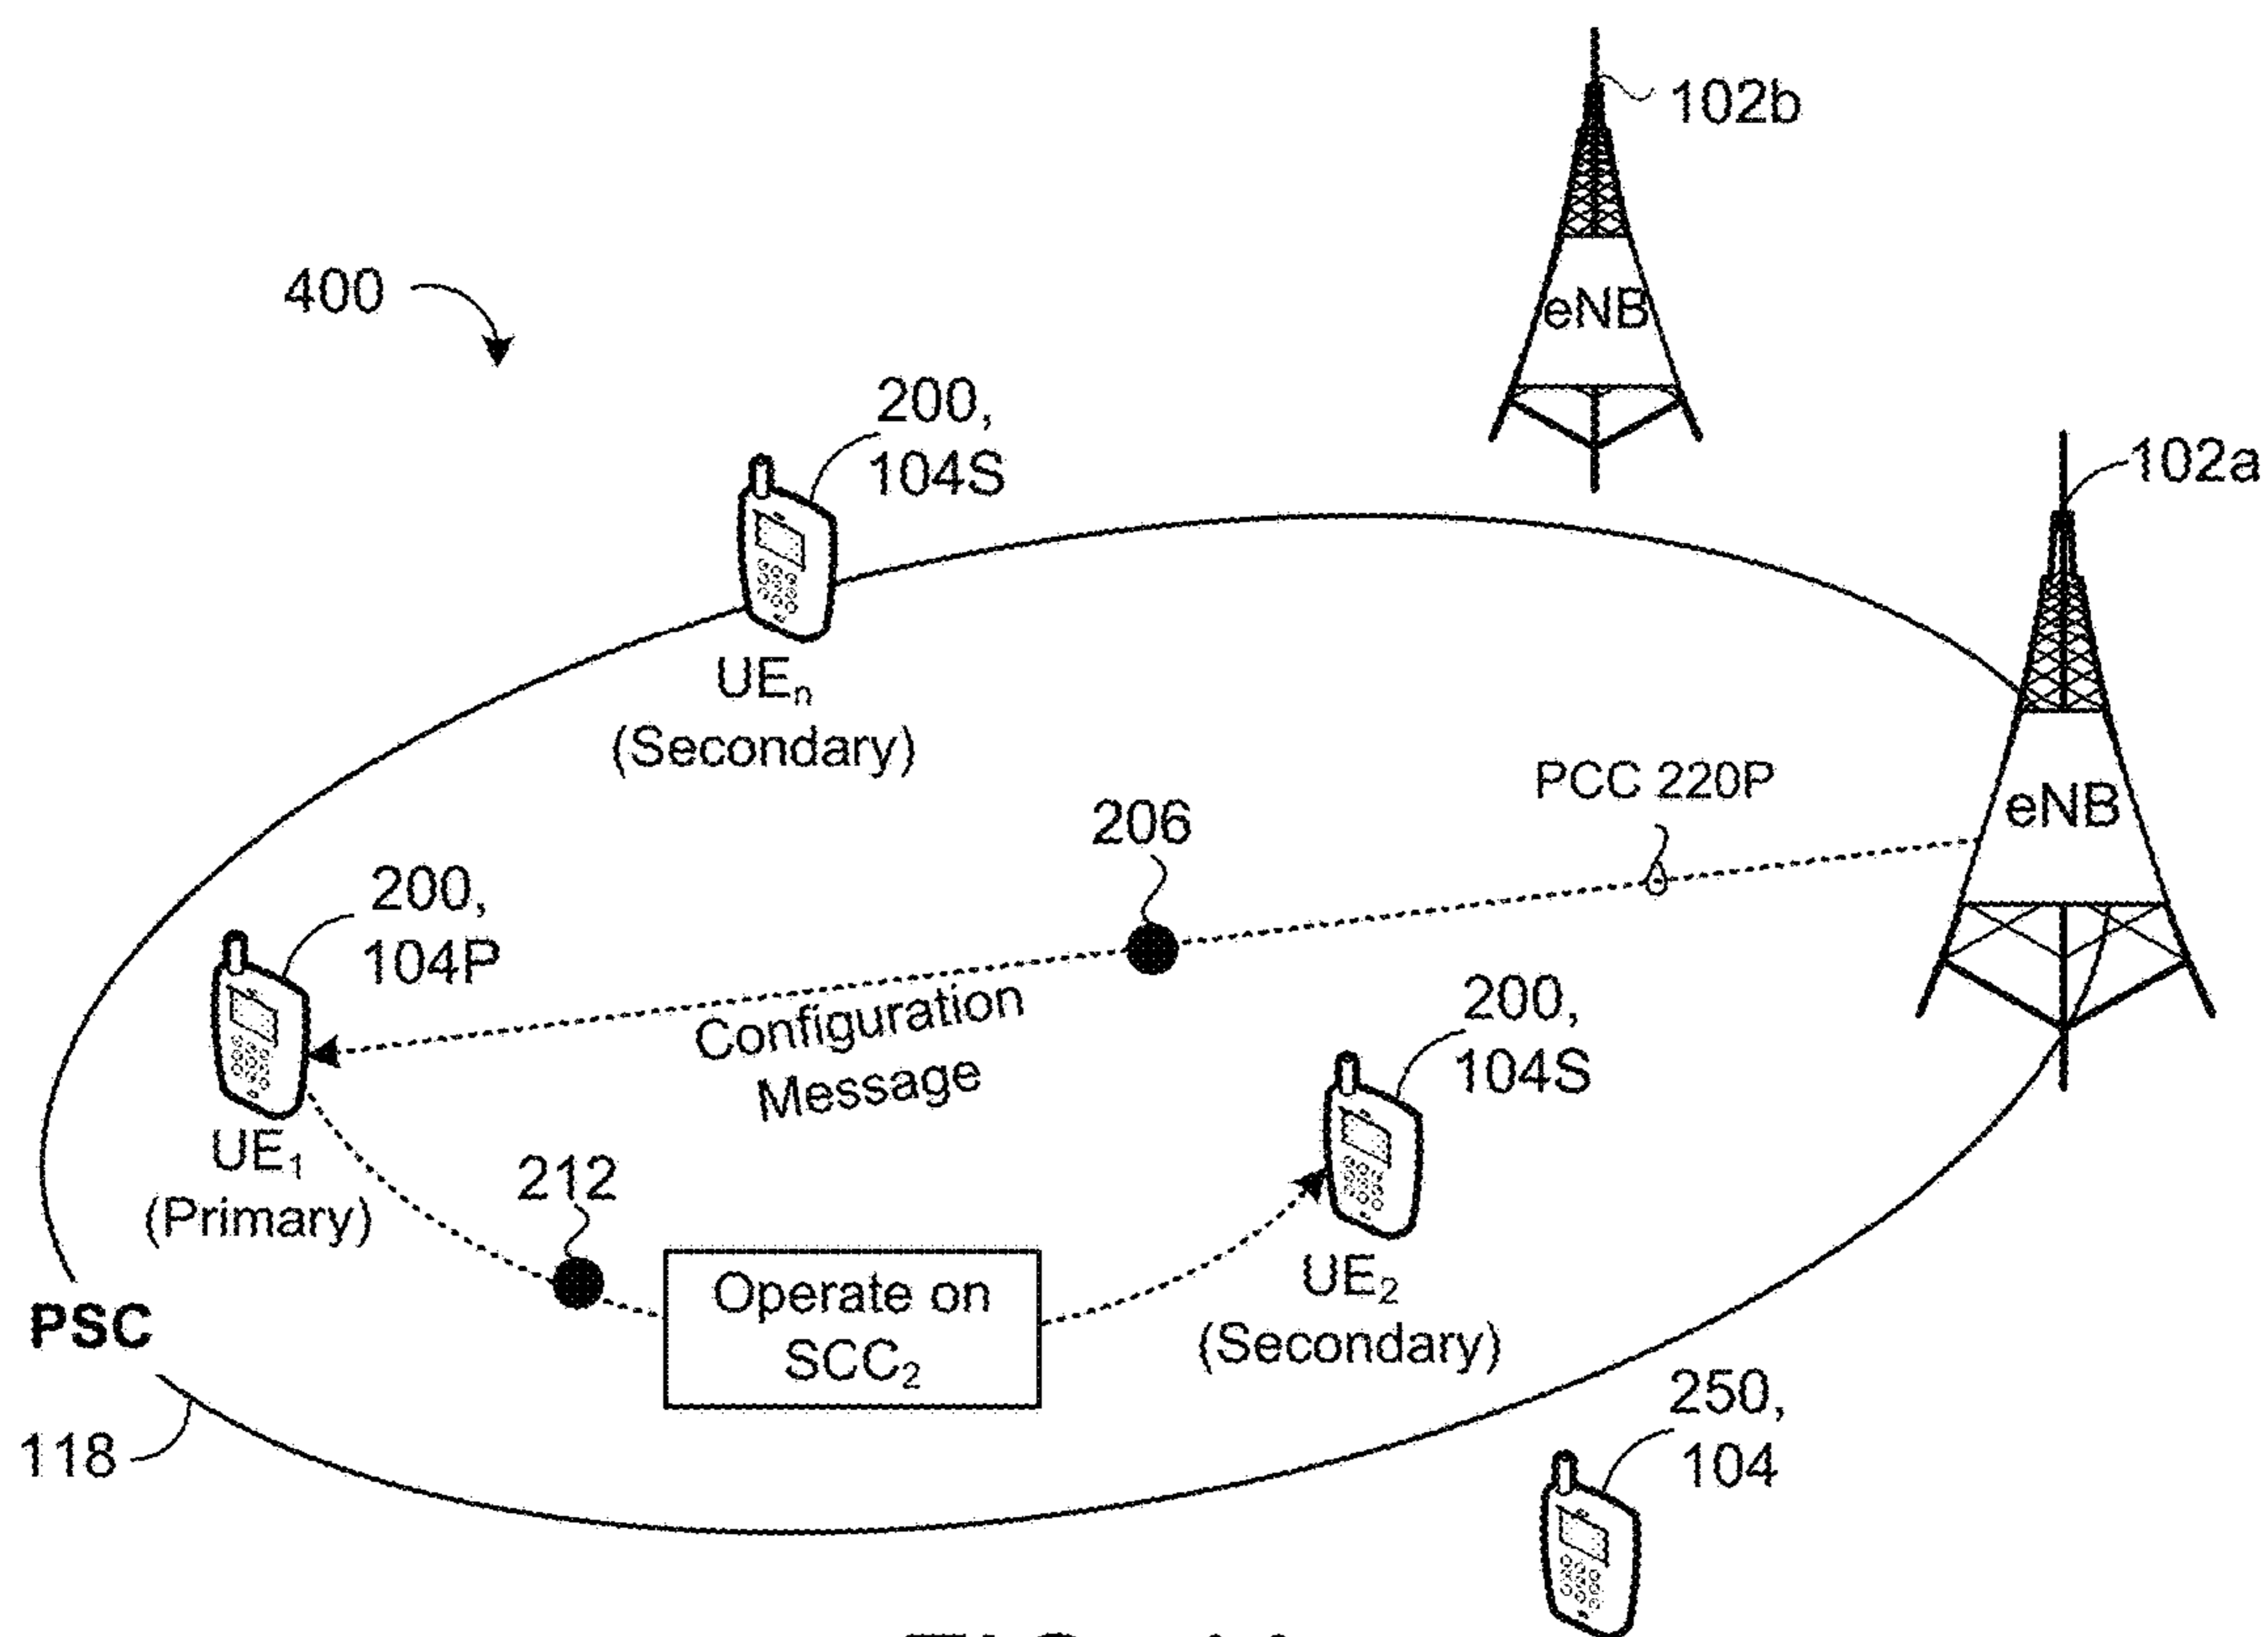 102b
400
eNB
200,
104S
102a
UEn
(Secondary)
PCC 220P
eNB
206
200,
104P
Configuration
Message
200,
104S
UE1
(Primary)
212
Operate on
SCC2
UE2
(Secondary)
PSC
118
250,
104